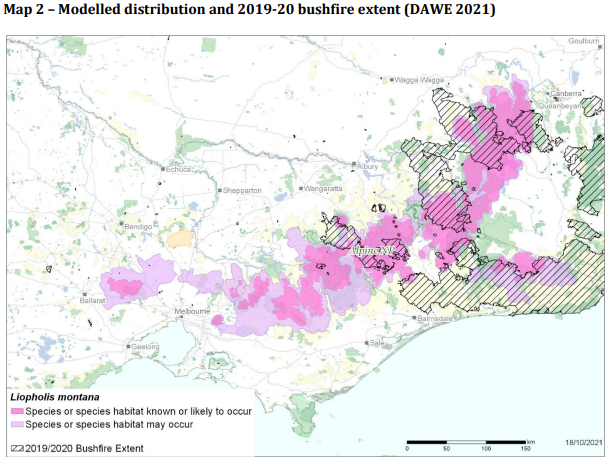 Map 2 – Modelled distribution and 2019-20 bushfire extent (DAWE 2021)
Goulburn
Wagga Wagga
Canberra
Queanbeyan
Albury
Echuca
Shepparton
Wangaratta
Bendigo
Alpine NP
Ballarat
Melbourne
Bairnsdale
Geelong
Sale
Liopholis montana
Species or species habitat known or likely to occur
Species or species habitat may occur
2019/2020 Bushfire Extent
0 50 100 150 km
18/10/2021